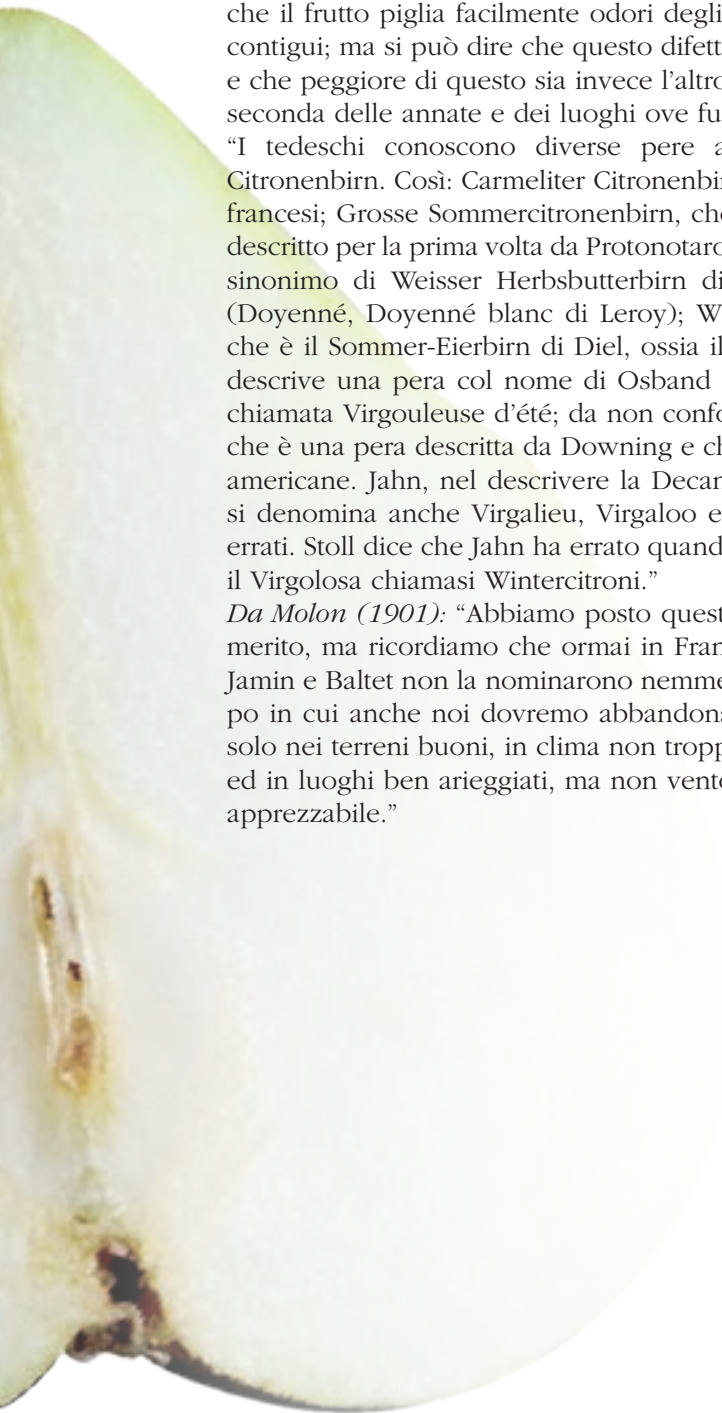 che il frutto piglia facilmente odori degli
contigui; ma si può dire che questo difett
e che peggiore di questo sia invece l’altro
seconda delle annate e dei luoghi ove fu
“I tedeschi conoscono diverse pere a
Citronenbirn. Così: Carmeliter Citronenbir
francesi; Grosse Sommercitronenbirn, che
descritto per la prima volta da Protonotaro
sinonimo di Weisser Herbsbutterbirn di
(Doyenné, Doyenné blanc di Leroy); W
che è il Sommer-Eierbirn di Diel, ossia il
descrive una pera col nome di Osband
chiamata Virgouleuse d’été; da non confo
che è una pera descritta da Downing e ch
americane. Jahn, nel descrivere la Decan
si denomina anche Virgalieu, Virgaloo e
errati. Stoll dice che Jahn ha errato quand
il Virgolosa chiamasi Wintercitroni.”
Da Molon (1901): “Abbiamo posto quest
merito, ma ricordiamo che ormai in Fran
Jamin e Baltet non la nominarono nemme
po in cui anche noi dovremo abbandona
solo nei terreni buoni, in clima non tropp
ed in luoghi ben arieggiati, ma non vento
apprezzabile.”